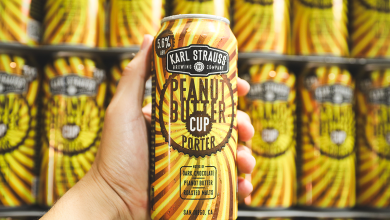 5.8%
KARL STRAUSS
BREWING COMPANY
PEANUT
BUTTER
CUP
PORTER
DARK CHOCOLATE
PEANUT BUTTER
ROASTED MALTS
SAN DIEGO, CA